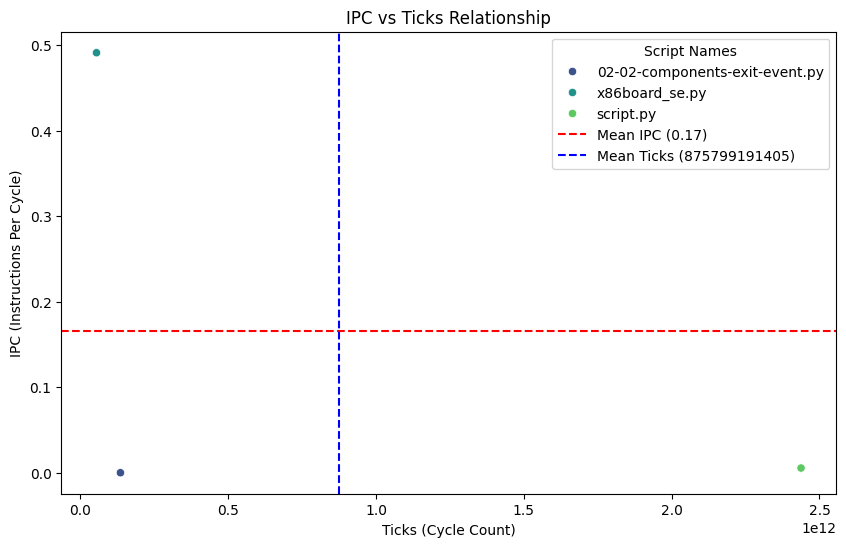 IPC vs Ticks Relationship
Script Names
02-02-components-exit-event.py
x86board_se.py
script.py
Mean IPC (0.17)
Mean Ticks (875799191405)
IPC (Instructions Per Cycle)
0.5
0.4
0.3
0.2
0.1
0.0
0.0
0.5
1.0
1.5
2.0
2.5
1e12
Ticks (Cycle Count)